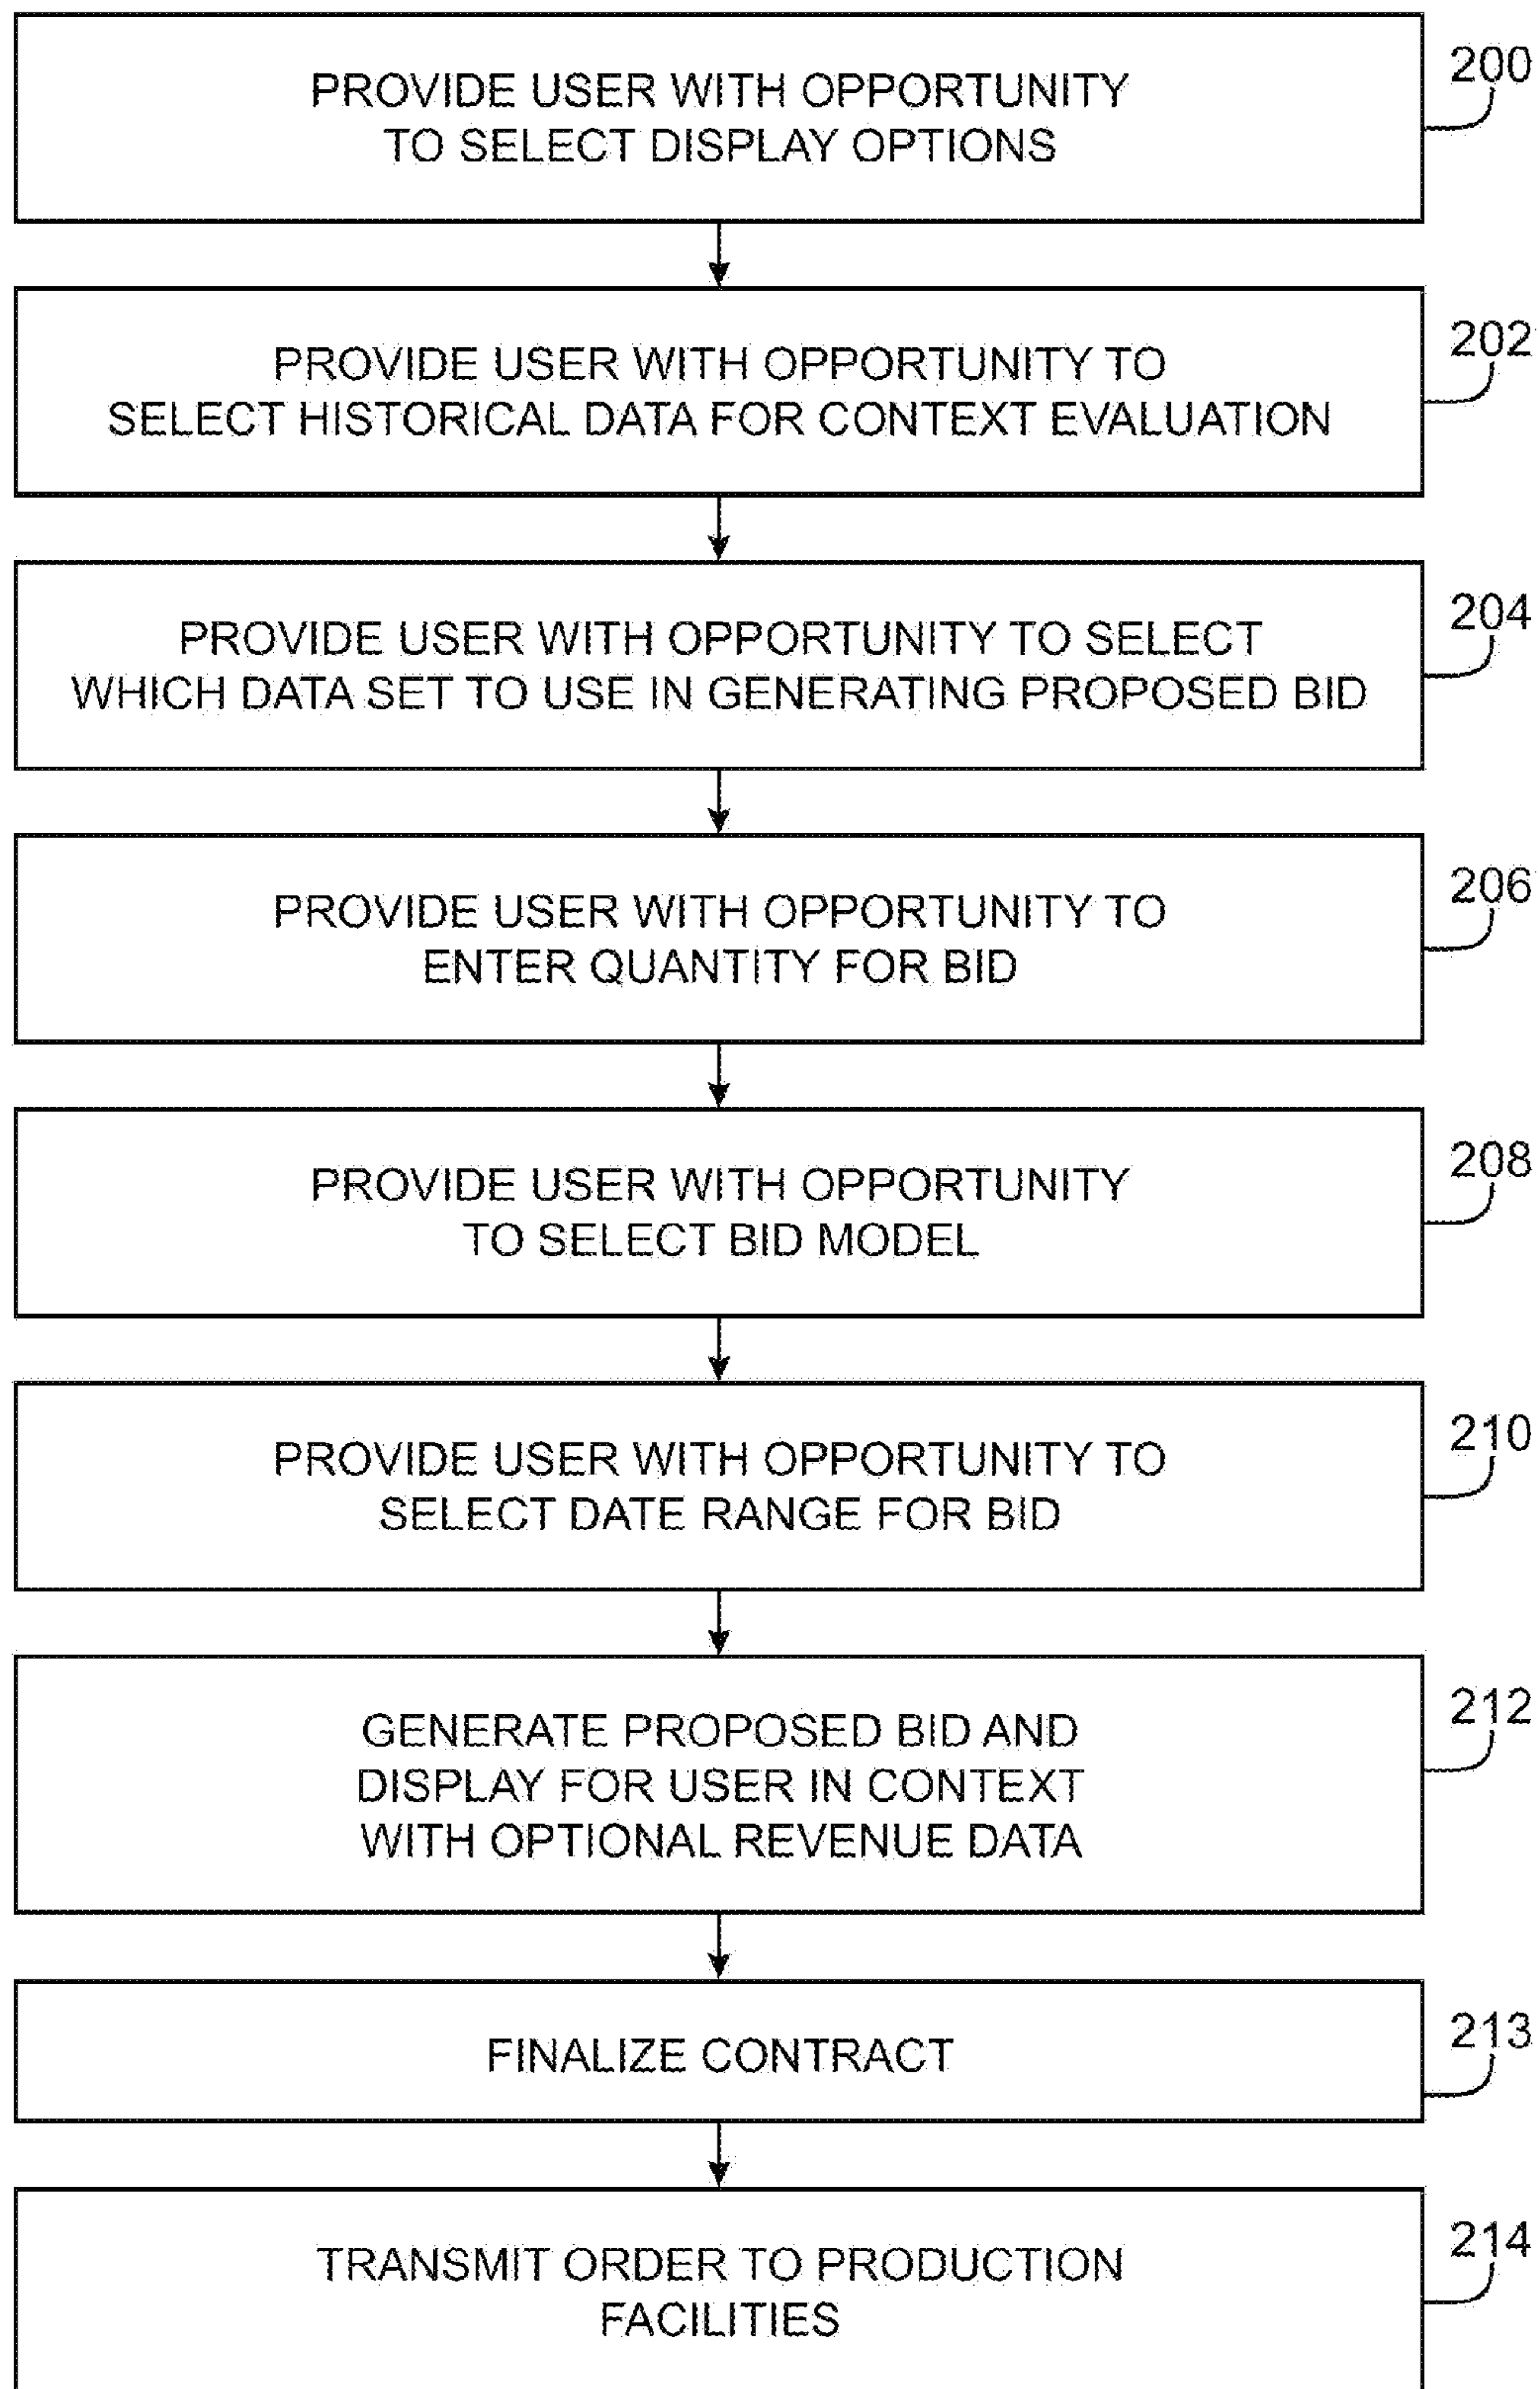 PROVIDE USER WITH OPPORTUNITY
TO SELECT DISPLAY OPTIONS
200
PROVIDE USER WITH OPPORTUNITY TO
SELECT HISTORICAL DATA FOR CONTEXT EVALUATION
202
PROVIDE USER WITH OPPORTUNITY TO SELECT
WHICH DATA SET TO USE IN GENERATING PROPOSED BID
204
PROVIDE USER WITH OPPORTUNITY TO
ENTER QUANTITY FOR BID
206
PROVIDE USER WITH OPPORTUNITY
TO SELECT BID MODEL
208
PROVIDE USER WITH OPPORTUNITY TO
SELECT DATE RANGE FOR BID
210
GENERATE PROPOSED BID AND
DISPLAY FOR USER IN CONTEXT
WITH OPTIONAL REVENUE DATA
212
FINALIZE CONTRACT
213
TRANSMIT ORDER TO PRODUCTION
FACILITIES
214